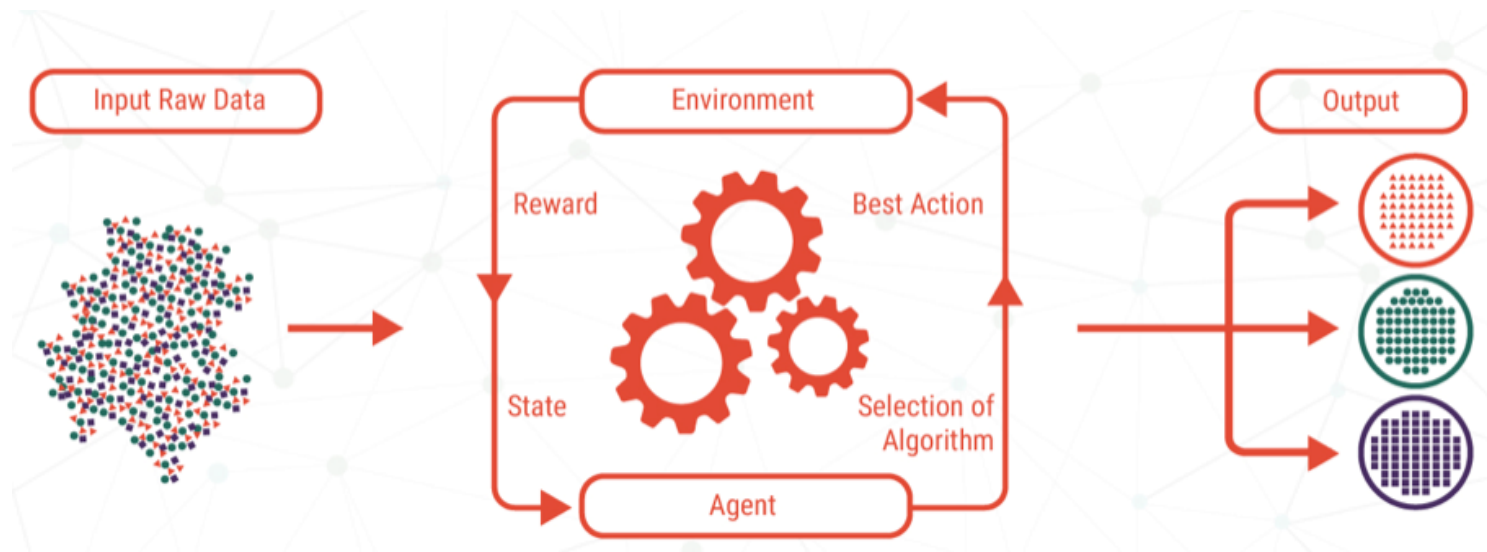 Input Raw Data
Environment
Output
Reward
Best Action
State
Selection of
Algorithm
Agent